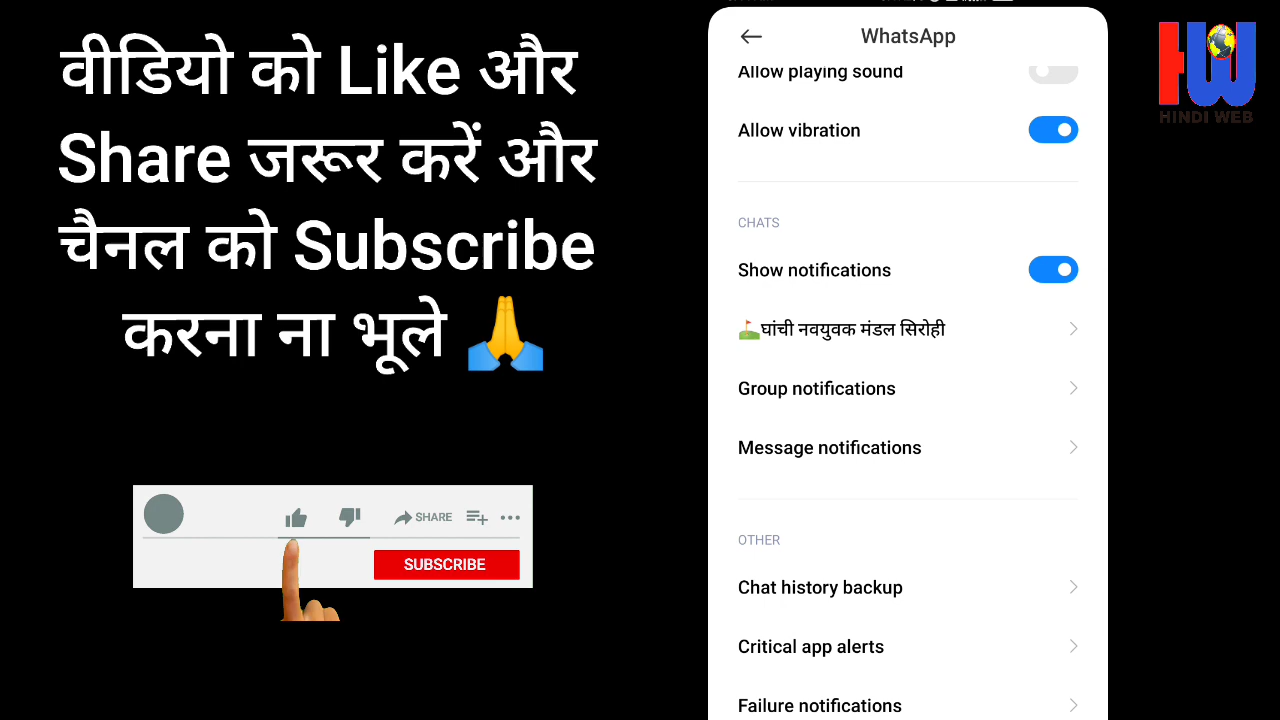 वीडियो को Like और
Share जरूर करें और
चैनल को Subscribe
करना ना भूले 🙏
SHARE
SUBSCRIBE
WhatsApp
Allow playing sound
Allow vibration
CHATS
Show notifications
⛳घांची नवयुवक मंडल सिरोही
Group notifications
Message notifications
OTHER
Chat history backup
Critical app alerts
Failure notifications
HW
HINDI WEB